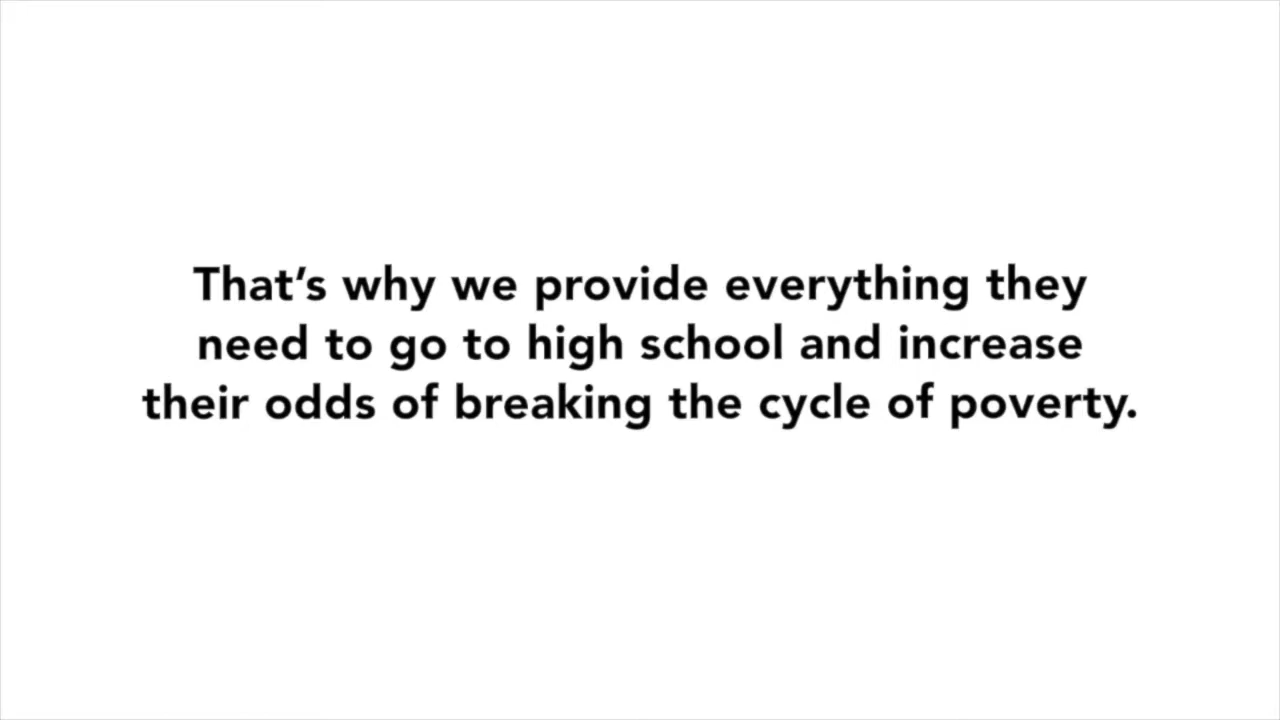 That's why we provide everything they
need to go to high school and increase
their odds of breaking the cycle of poverty.